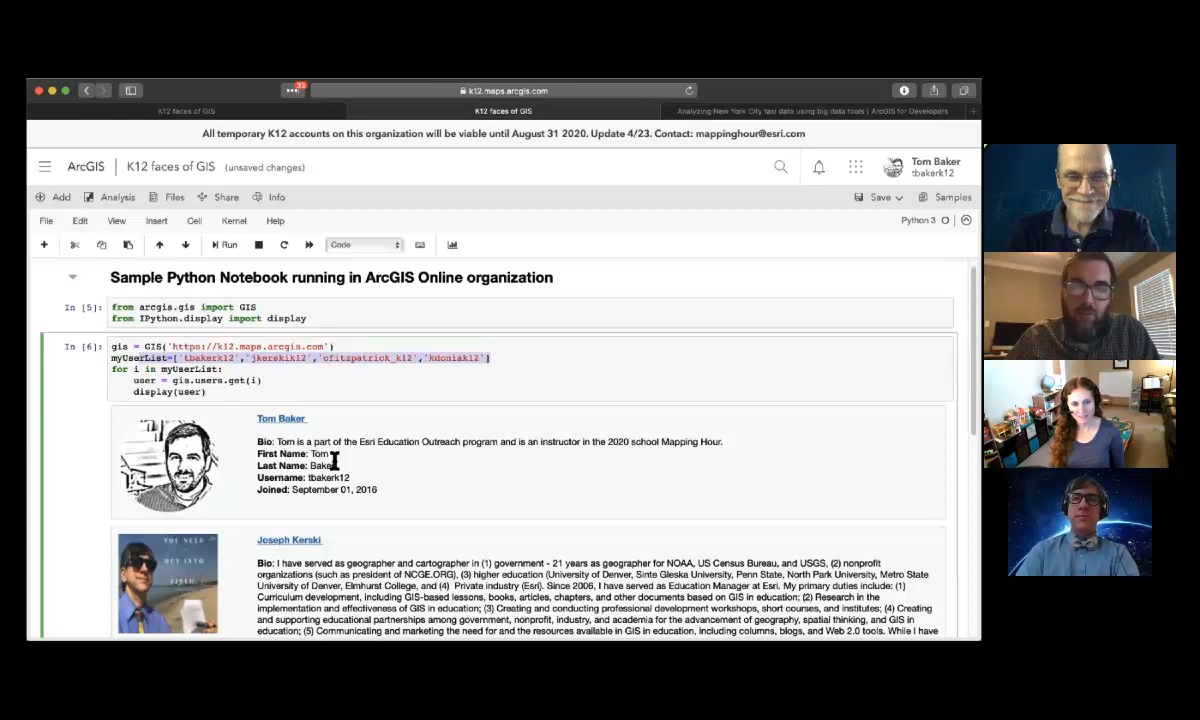 33
k12.maps.arcgis.com
K12 faces of GIS
K12 faces of GIS
Analyzing New York City taxi data using big data tools | ArcGIS for Developers
All temporary K12 accounts on this organization will be viable until August 31 2020. Update 4/23. Contact: mappinghour@esri.com
ArcGIS
K12 faces of GIS (unsaved changes)
Tom Baker
tbakerk12
Add Analysis Files Share Info Save Samples
File Edit View Insert Cell Kernel Help Python 3
Run Code
Sample Python Notebook running in ArcGIS Online organization
In [5]: from arcgis.gis import GIS
from IPython.display import display
In [6]: gis = GIS('https://k12.maps.arcgis.com')
myUserList=['tbakerk12','jkerskik12','cfitzpatrick_k12','kdoniak12']
for i in myUserList:
user = gis.users.get(i)
display(user)
Tom Baker
Bio: Tom is a part of the Esri Education Outreach program and is an instructor in the 2020 school Mapping Hour.
First Name: Tom
Last Name: Baker
Username: tbakerk12
Joined: September 01, 2016
YOU NEED
OUT INTO
FIELD
Joseph Kerski
Bio: I have served as geographer and cartographer in (1) government - 21 years as geographer for NOAA, US Census Bureau, and USGS, (2) nonprofit
organizations (such as president of NCGE.ORG), (3) higher education (University of Denver, Sinte Gleska University, Penn State, North Park University, Metro State
University of Denver, Elmhurst College, and (4) Private industry (Esri). Since 2006, I have served as Education Manager at Esri. My primary duties include: (1)
Curriculum development, including GIS-based lessons, books, articles, chapters, and other documents based on GIS in education; (2) Research in the
implementation and effectiveness of GIS in education; (3) Creating and conducting professional development workshops, short courses, and institutes; (4) Creating
and supporting educational partnerships among government, nonprofit, industry, and academia for the advancement of geography, spatial thinking, and GIS in
education; (5) Communicating and marketing the need for and the resources available in GIS in education, including columns, blogs, and Web 2.0 tools. While I have